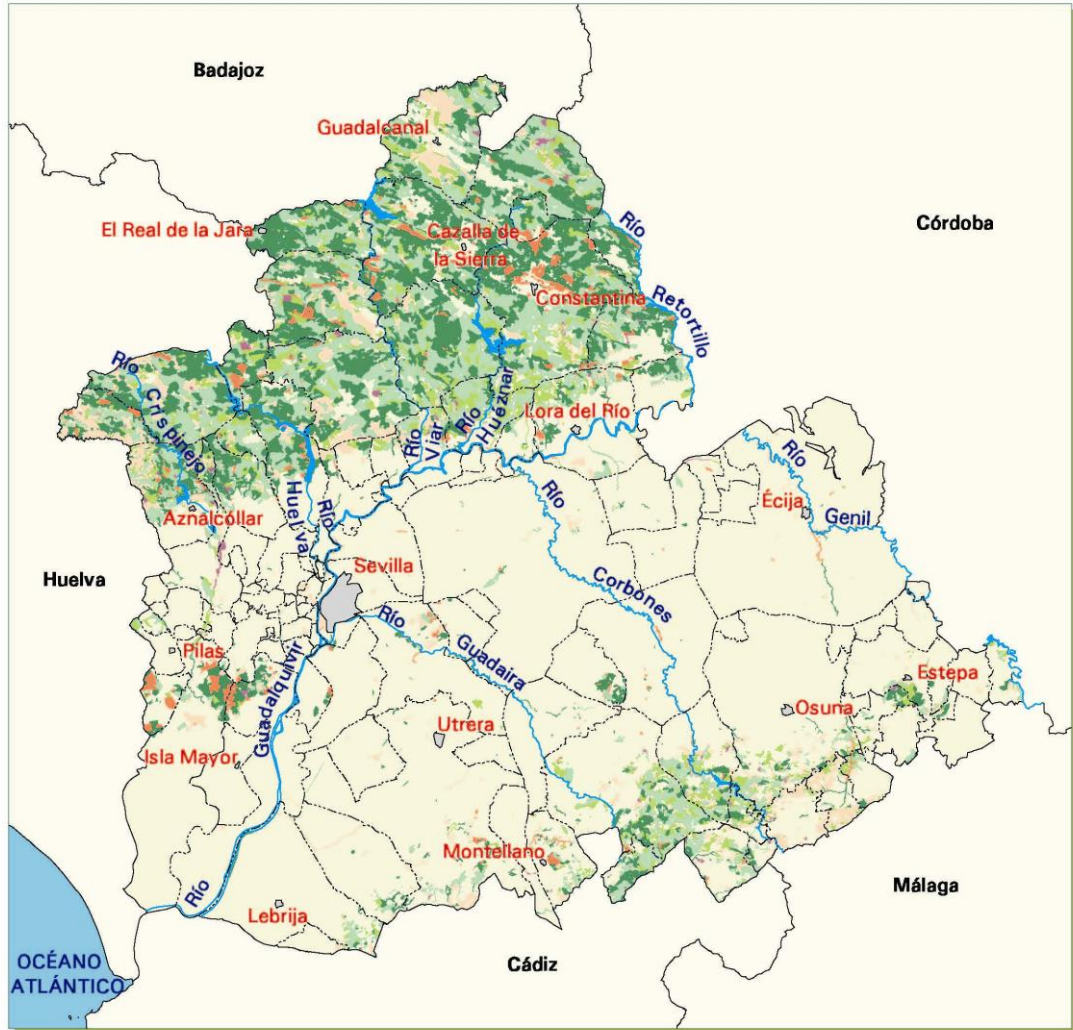 Badajoz
Guadalcanal
El Real de la Jara
Cazalla de
la Sierra
Río
Retortillo
Córdoba
Constantina
Río
Crispinejo
Río
Viar
Río
Huéznar
Lora del Río
Huelva
Río
Aznalcóllar
Río
Genil
Écija
Huelva
Sevilla
Río
Corbones
Río
Guadaira
Pilas
Guadalquivir
Río
Estepa
Osuna
Utrera
Isla Mayor
Montellano
Málaga
Lebrija
Cádiz
OCÉANO
ATLÁNTICO